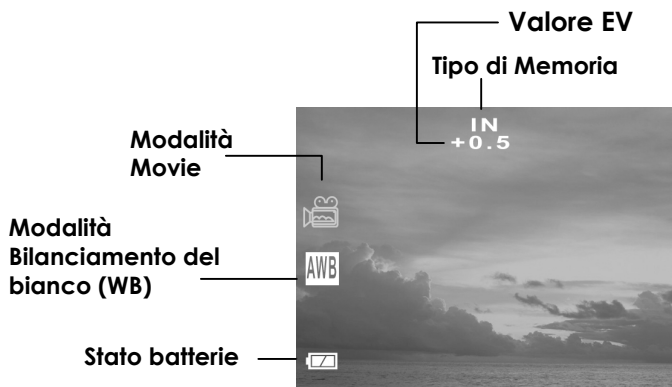 Valore EV
Tipo di Memoria
IN
+0.5
Modalità
Movie
Modalità
Bilanciamento del
bianco (WB)
AWB
Stato batterie